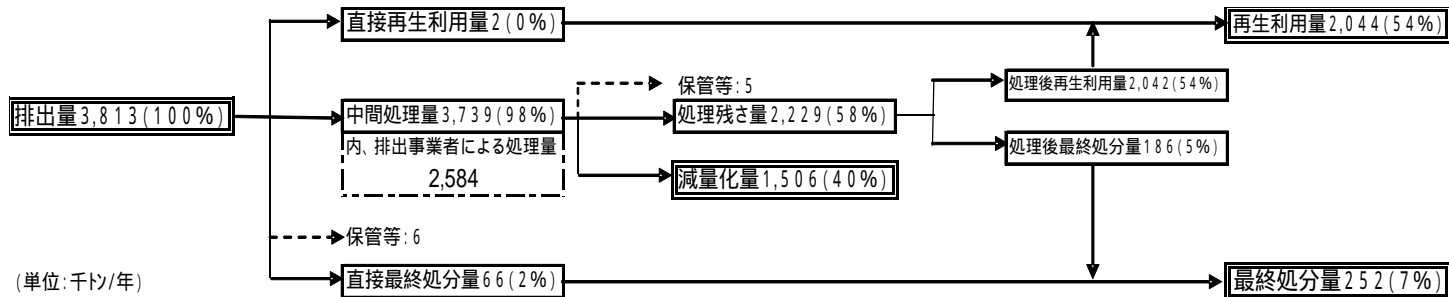 直接再生利用量2(0%)
再生利用量2,044(54%)
保管等:5
処理後再生利用量2,042(54%)
排出量3,813(100%)
中間処理量3,739(98%)
処理残さ量2,229(58%)
内、排出事業者による処理量
2,584
処理後最終処分量186(5%)
減量化量1,506(40%)
保管等:6
(単位:千トン/年)
直接最終処分量66(2%)
最終処分量252(7%)